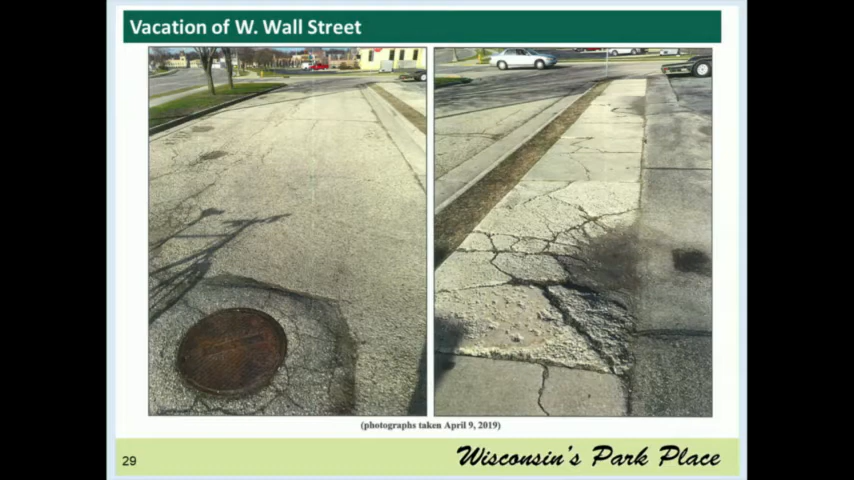 Vacation of W. Wall Street
(photographs taken April 9, 2019)
29
Wisconsin's Park Place